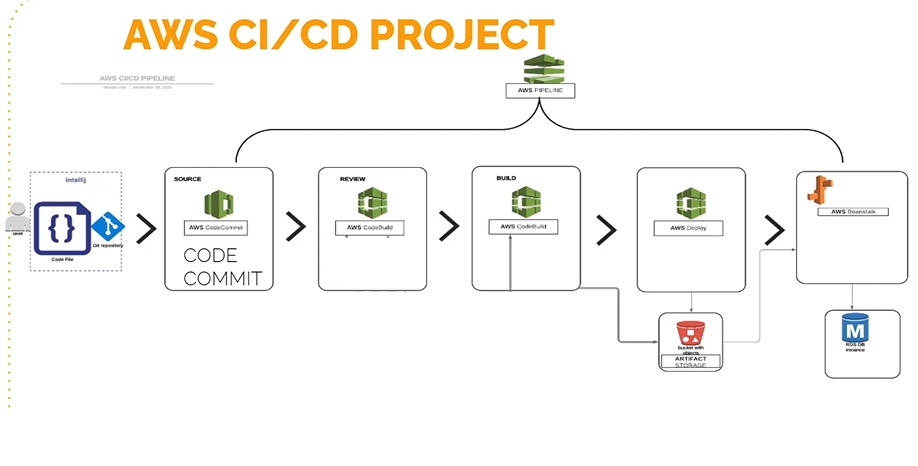 AWS CI/CD PROJECT
AWS CI/CD PIPELINE
devops club | September 18, 2020
AWS PIPELINE
intellij
SOURCE
REVIEW
BUILD
AWS CodeCommit
AWS CodeBuild
AWS CodeBuild
AWS Deploy
AWS Beanstalk
user
{ }
Git repository
Code File
CODE
COMMIT
bucket with
objects
ARTIFACT
STORAGE
M
RDS DB
instance